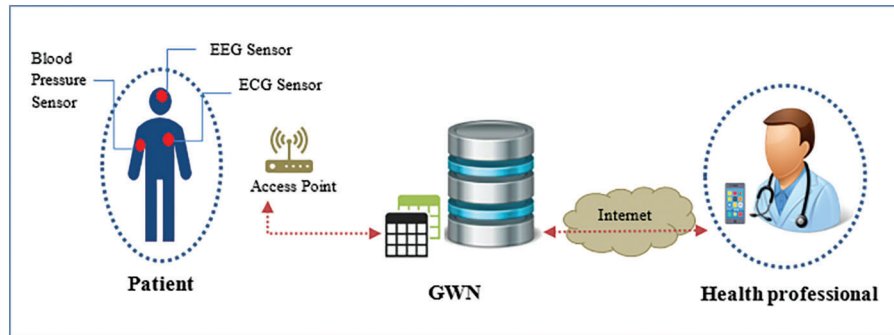 EEG Sensor
Blood
Pressure
Sensor
ECG Sensor
Access Point
Internet
Patient
GWN
Health professional